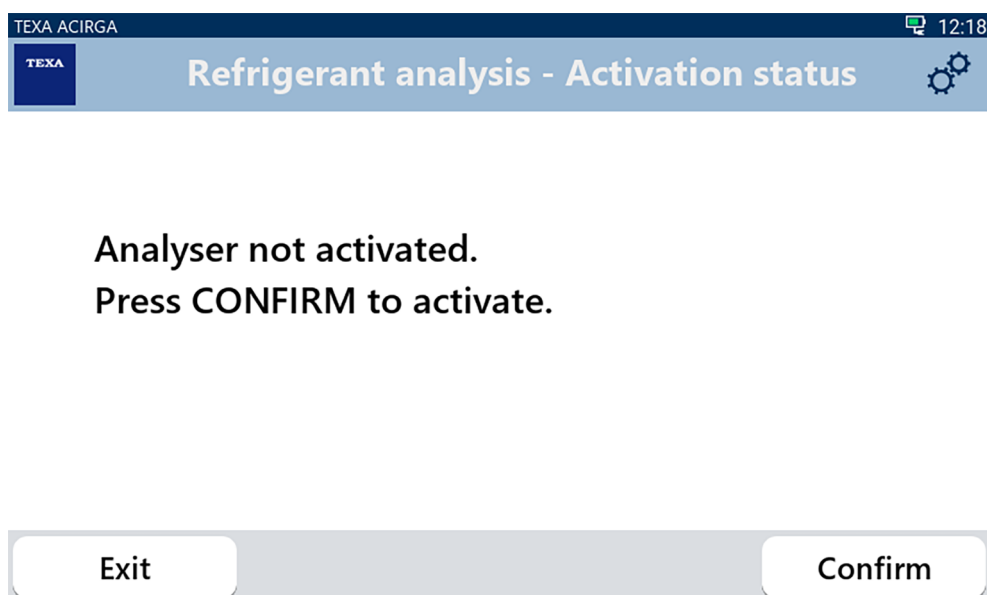 TEXA ACIRGA 12:18
TEXA
Refrigerant analysis - Activation status
Analyser not activated.
Press CONFIRM to activate.
Exit Confirm